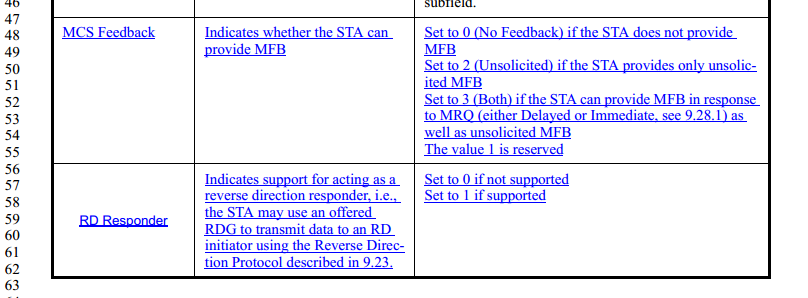 46
subfield.
47
48
49
50
51
52
53
54
55
MCS Feedback
Indicates whether the STA can
provide MFB
Set to 0 (No Feedback) if the STA does not provide
MFB
Set to 2 (Unsolicited) if the STA provides only unsolic-
ited MFB
Set to 3 (Both) if the STA can provide MFB in response
to MRQ (either Delayed or Immediate, see 9.28.1) as
well as unsolicited MFB
The value 1 is reserved
56
57
58
59
60
61
62
63
RD Responder
Indicates support for acting as a
reverse direction responder, i.e.,
the STA may use an offered
RDG to transmit data to an RD
initiator using the Reverse Direc-
tion Protocol described in 9.23.
Set to 0 if not supported
Set to 1 if supported